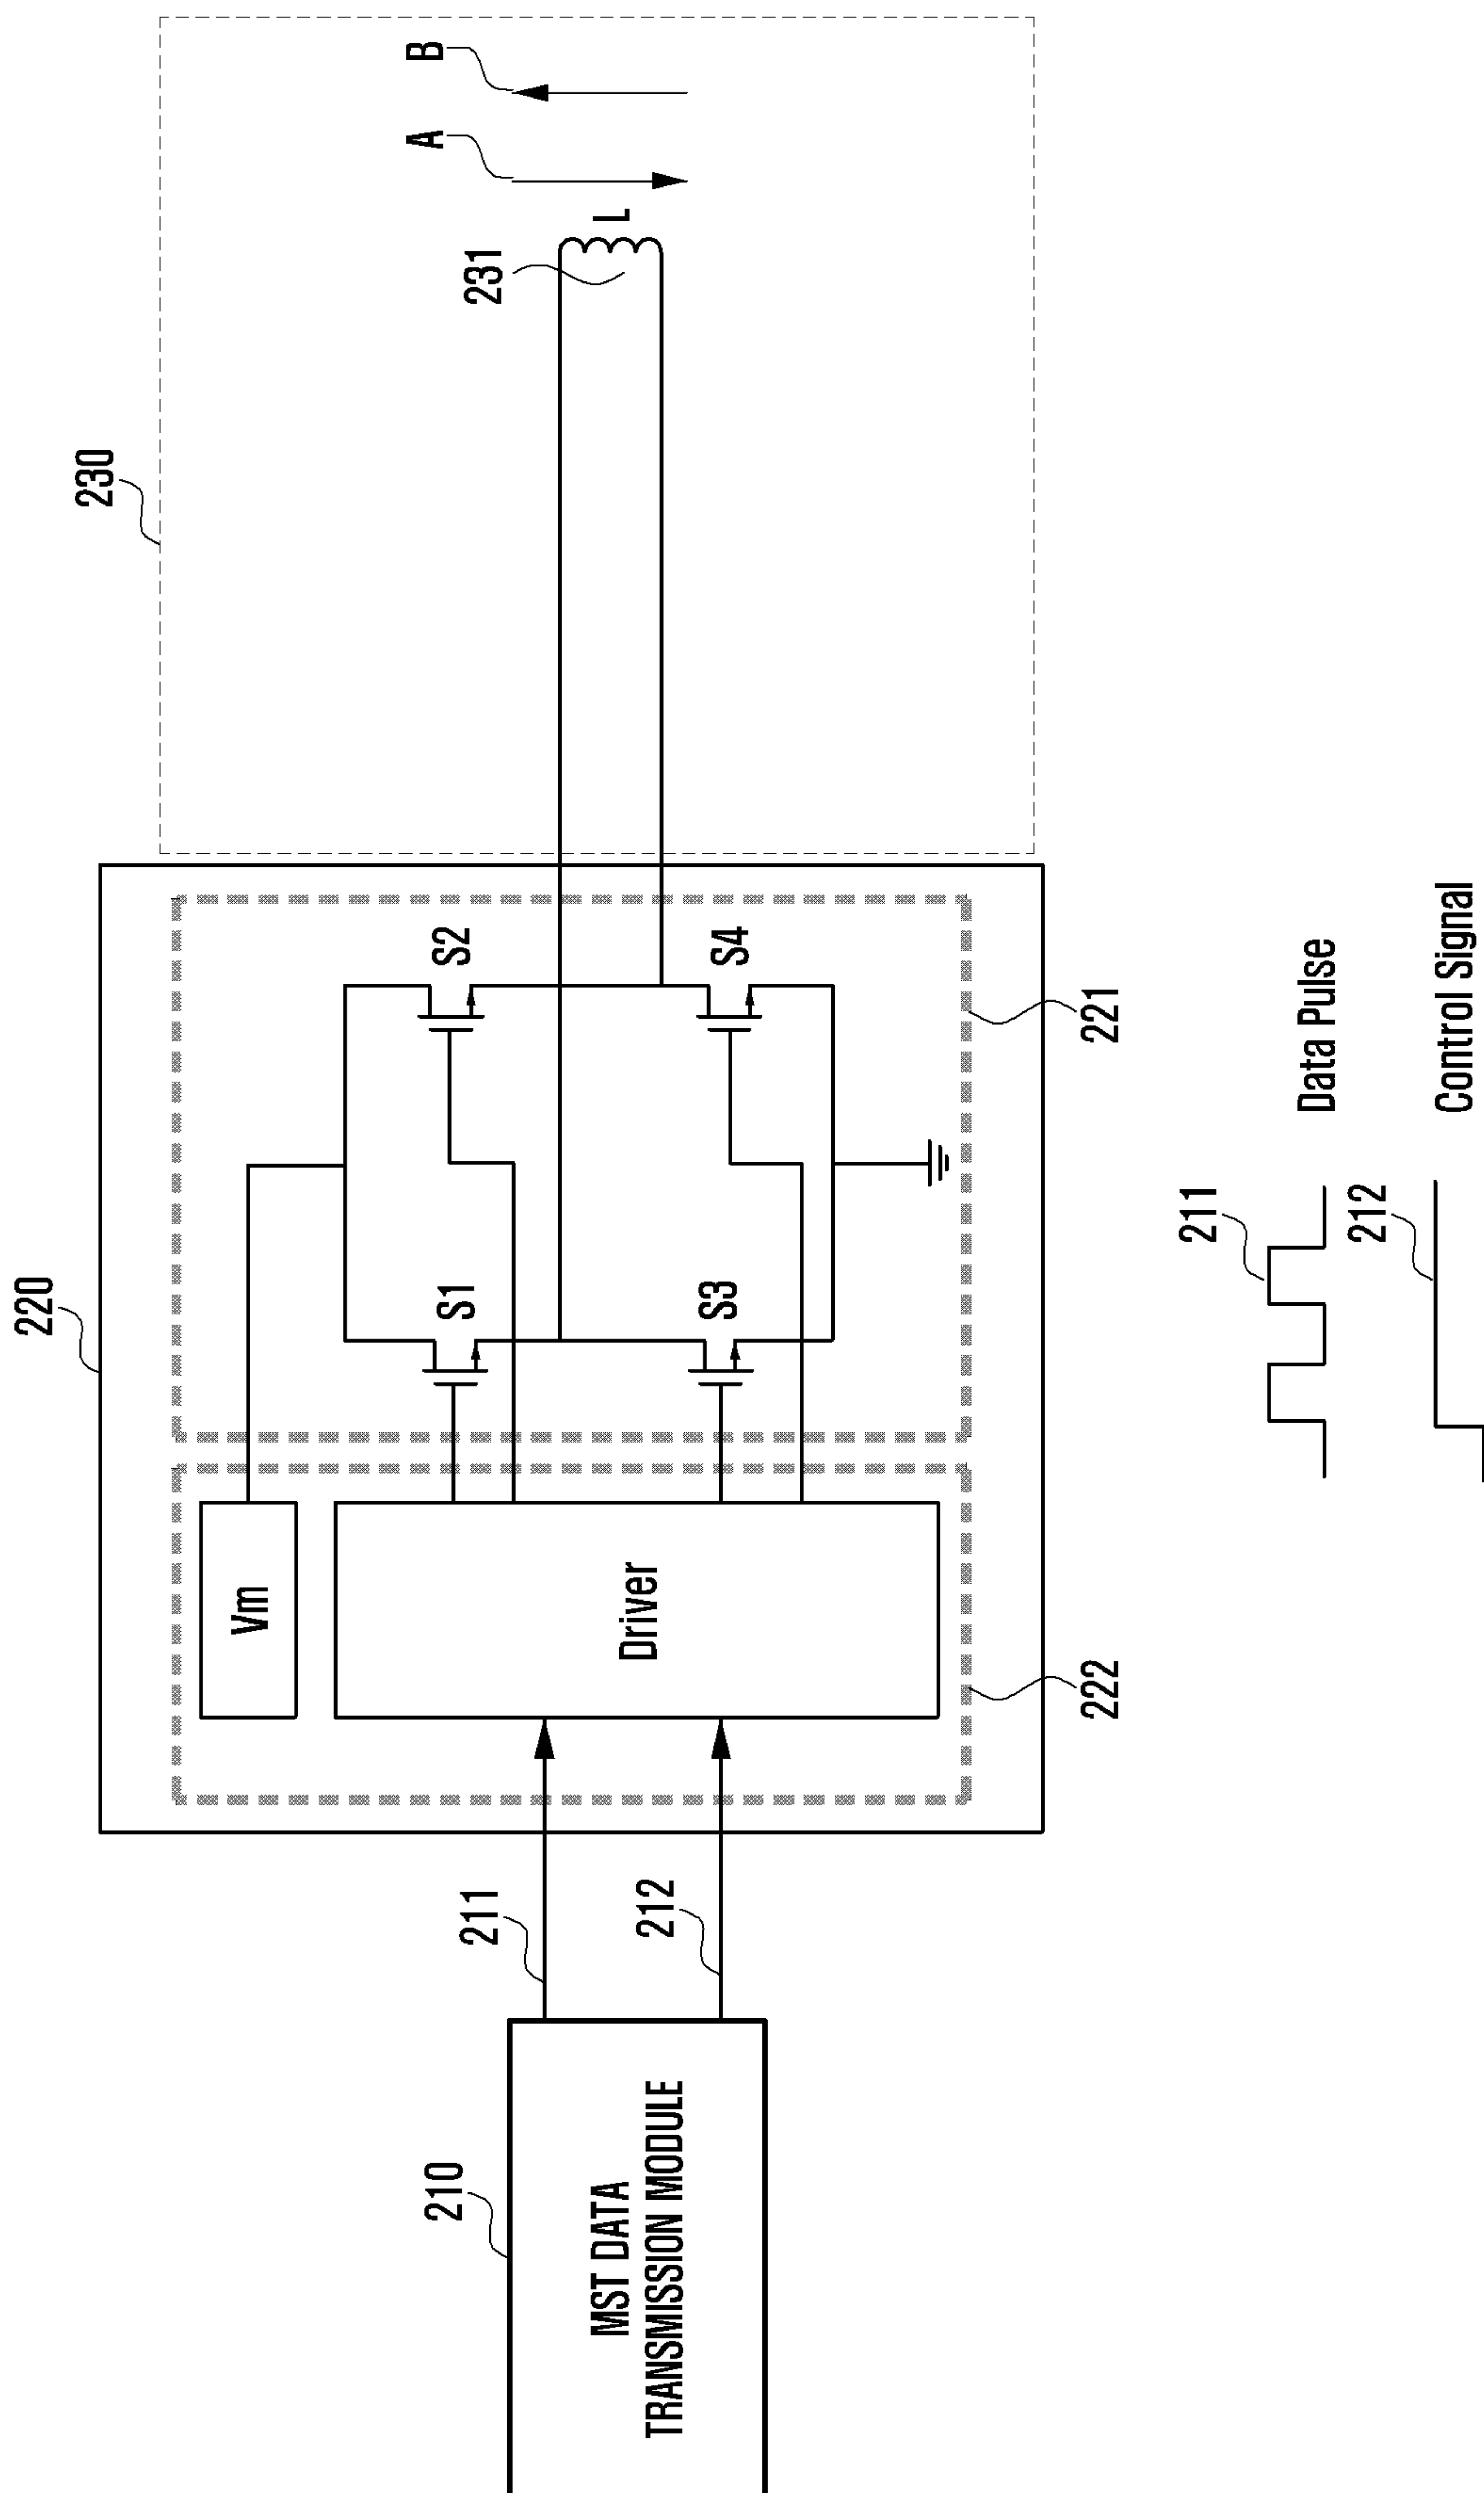 220
230
210
211
212
Vm
Driver
S1
S2
S3
S4
231
L
A
B
MST DATA
TRANSMISSION MODULE
222
221
211
Data Pulse
212
Control Signal